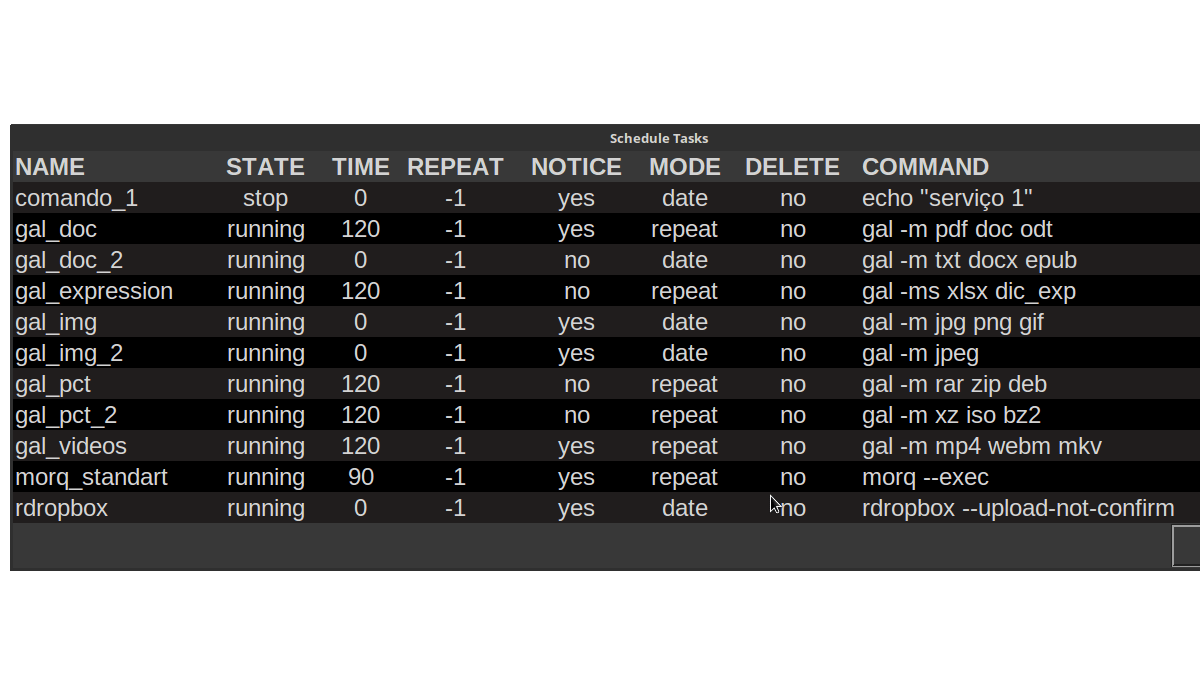 Schedule Tasks
NAME STATE TIME REPEAT NOTICE MODE DELETE COMMAND
comando_1 stop 0 -1 yes date no echo "serviço 1"
gal_doc running 120 -1 yes repeat no gal -m pdf doc odt
gal_doc_2 running 0 -1 no date no gal -m txt docx epub
gal_expression running 120 -1 no repeat no gal -ms xlsx dic_exp
gal_img running 0 -1 yes date no gal -m jpg png gif
gal_img_2 running 0 -1 yes date no gal -m jpeg
gal_pct running 120 -1 no repeat no gal -m rar zip deb
gal_pct_2 running 120 -1 no repeat no gal -m xz iso bz2
gal_videos running 120 -1 yes repeat no gal -m mp4 webm mkv
morq_standart running 90 -1 yes repeat no morq --exec
rdropbox running 0 -1 yes date no rdropbox --upload-not-confirm